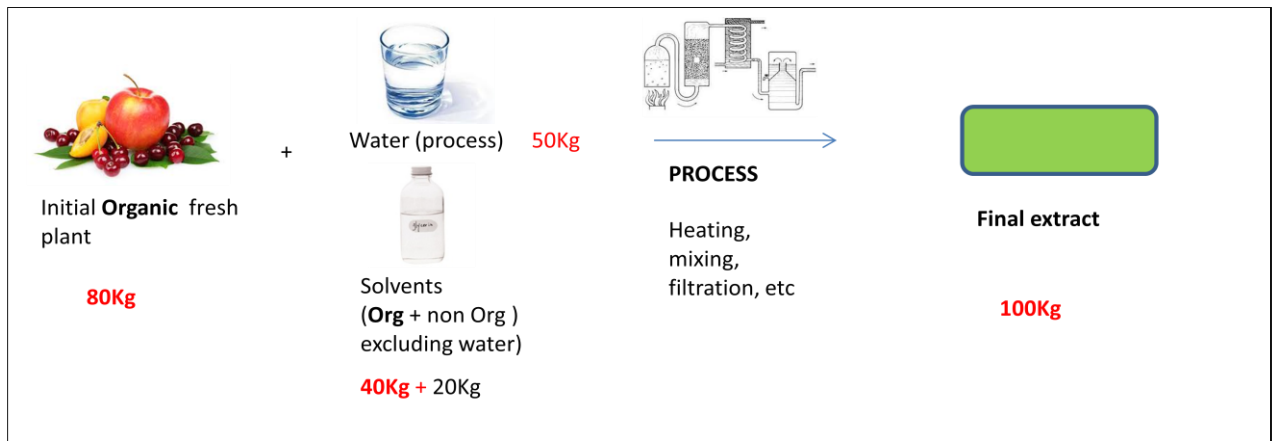 Initial Organic fresh
plant
80Kg
+
Water (process) 50Kg
Solvents
(Org + non Org )
excluding water)
40Kg + 20Kg
PROCESS
Heating,
mixing,
filtration, etc
Final extract
100Kg